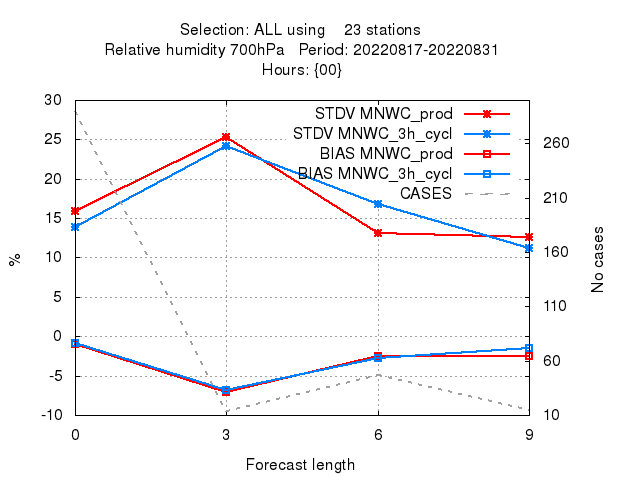 Selection: ALL using    23 stations
Relative humidity 700hPa   Period: 20220817-20220831
Hours: {00}
STDV MNWC_prod
STDV MNWC_3h_cycl
BIAS MNWC_prod
BIAS MNWC_3h_cycl
CASES
30
25
20
15
10
5
0
-5
-10
%
260
210
160
110
60
10
No cases
0 3 6 9
Forecast length